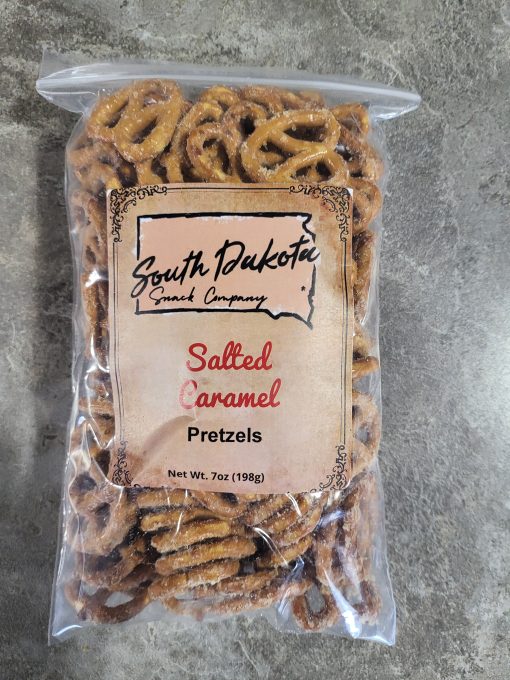 South Dakota
Snack Company
Salted
Caramel
Pretzels
Net Wt. 7oz (198g)